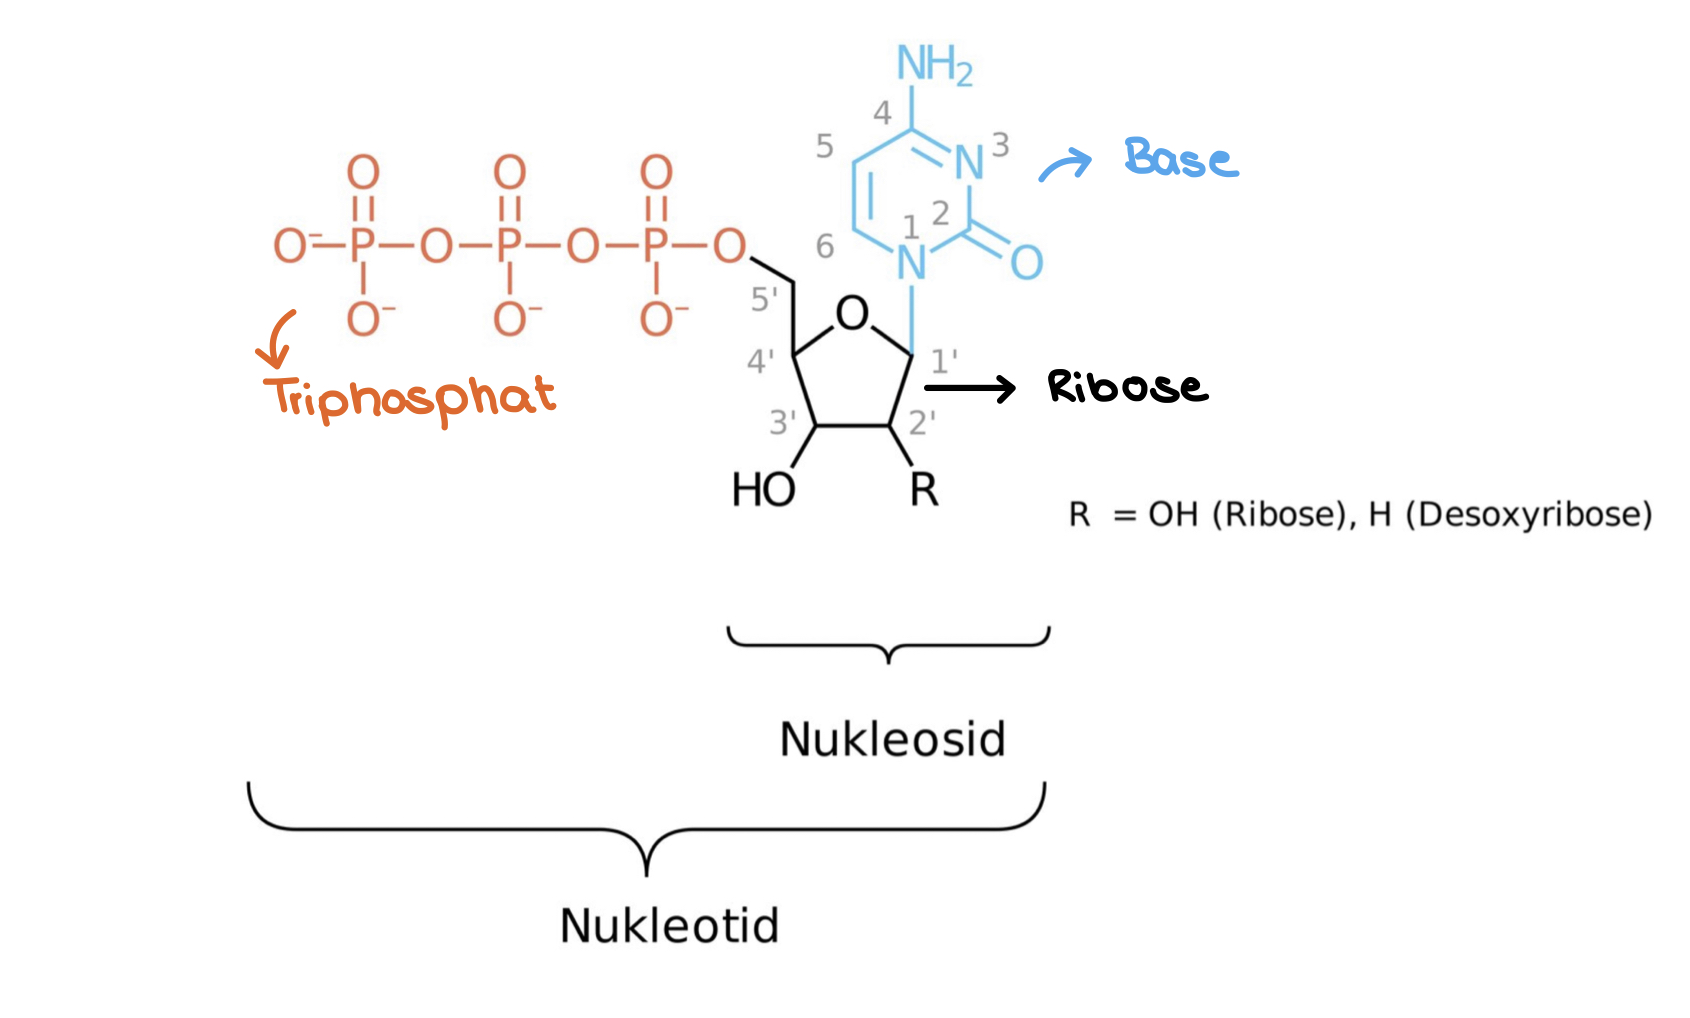 NH2
4
5
N 3
Base
O O O
1 2
6
O⁻ P O P O P O
N O
5'
O⁻ O⁻ O⁻
O
4' 1'
Triphosphat
Ribose
3' 2'
HO R
R = OH (Ribose), H (Desoxyribose)
Nukleosid
Nukleotid